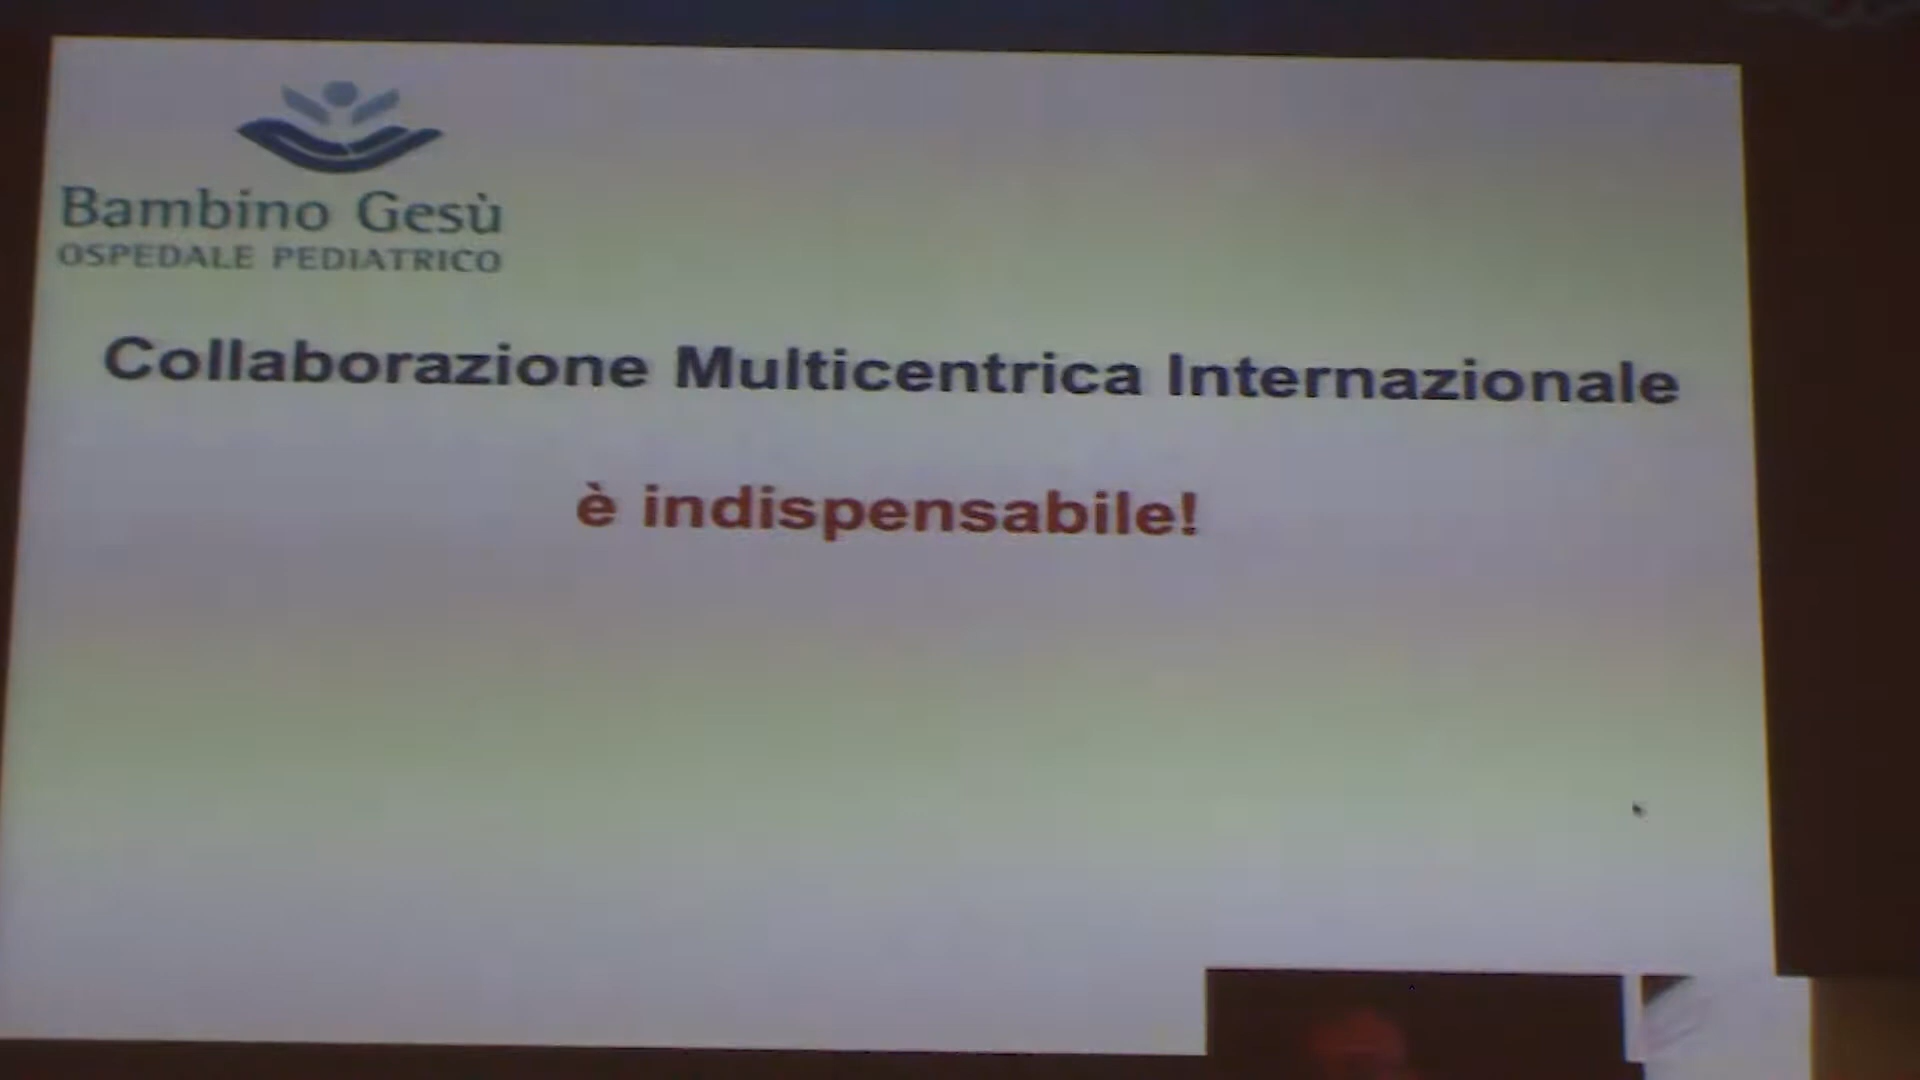 Bambino Gesù
OSPEDALE PEDIATRICO
Collaborazione Multicentrica Internazionale
è indispensabile!